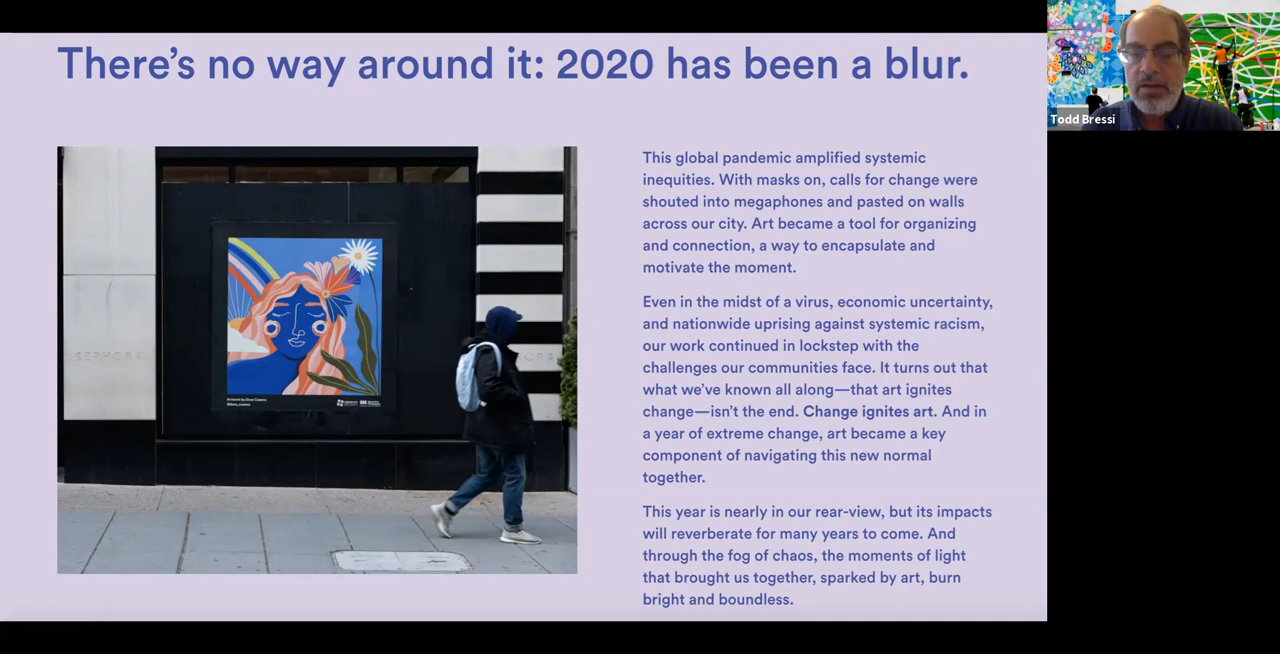 There's no way around it: 2020 has been a blur.
Todd Bressi
This global pandemic amplified systemic
inequities. With masks on, calls for change were
shouted into megaphones and pasted on walls
across our city. Art became a tool for organizing
and connection, a way to encapsulate and
motivate the moment.
Even in the midst of a virus, economic uncertainty,
and nationwide uprising against systemic racism,
our work continued in lockstep with the
challenges our communities face. It turns out that
what we've known all along—that art ignites
change—isn't the end. Change ignites art. And in
a year of extreme change, art became a key
component of navigating this new normal
together.
This year is nearly in our rear-view, but its impacts
will reverberate for many years to come. And
through the fog of chaos, the moments of light
that brought us together, sparked by art, burn
bright and boundless.
SEPHORA